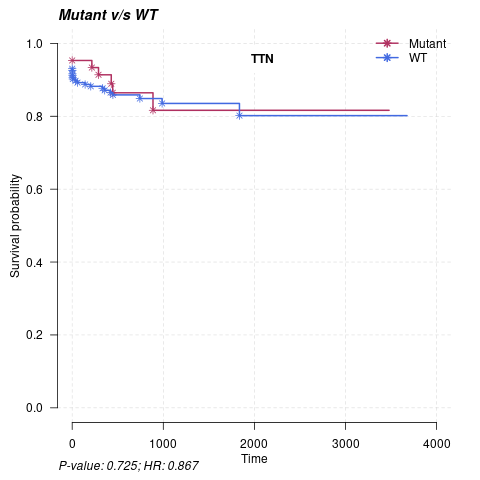 Mutant v/s WT
TTN
Mutant
WT
Survival probability
1.0
0.8
0.6
0.4
0.2
0.0
0 1000 2000 3000 4000
Time
P-value: 0.725; HR: 0.867